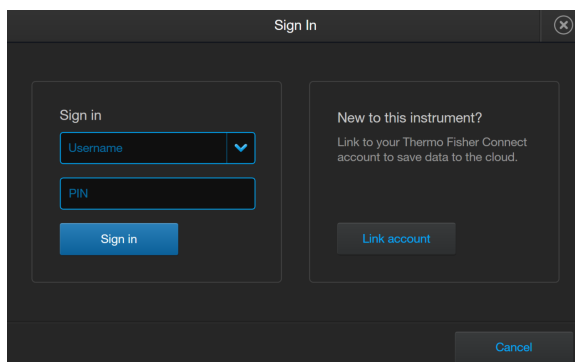 Sign In
Sign in
Username
PIN
Sign in
New to this instrument?
Link to your Thermo Fisher Connect
account to save data to the cloud.
Link account
Cancel